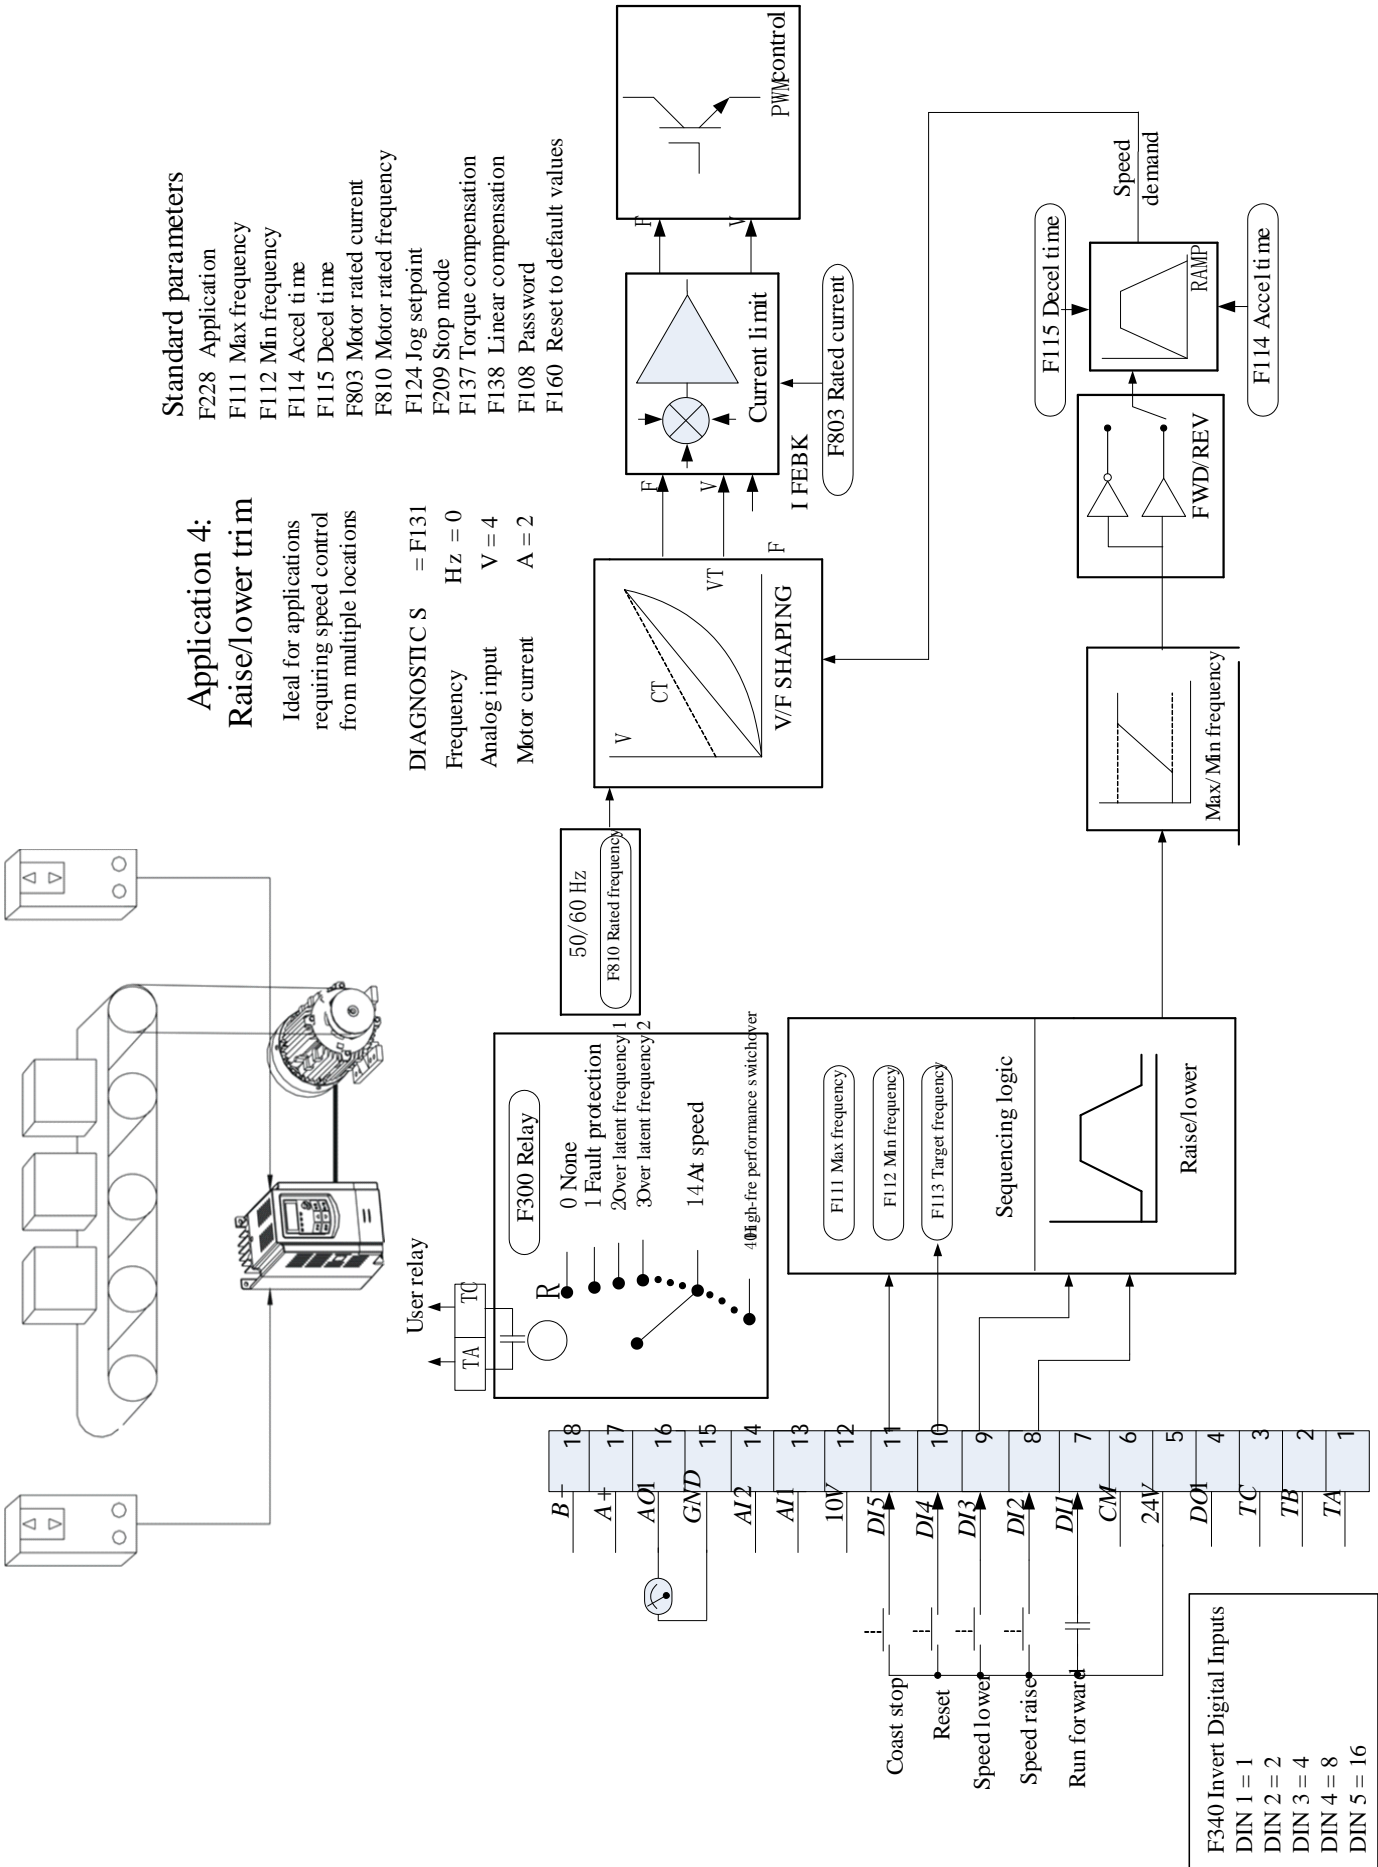 Application 4:
Raise/lower trim
Ideal for applications
requiring speed control
from multiple locations
DIAGNOSTICS = F131
Frequency Hz = 0
Analog input V = 4
Motor current A = 2
Standard parameters
F228 Application
F111 Max frequency
F112 Min frequency
F114 Accel time
F115 Decel time
F803 Motor rated current
F810 Motor rated frequency
F124 Jog setpoint
F209 Stop mode
F137 Torque compensation
F138 Linear compensation
F108 Password
F160 Reset to default values
User relay
TA TC
R
F300 Relay
0 None
1 Fault protection
2Over latent frequency 1
3Over latent frequency 2
14At speed
40High-fre performance switchover
50/60 Hz
F810 Rated frequency
V
CT
VT
F
V/F SHAPING
F
V
I FEBK
Current limit
F803 Rated current
F
V
PWM control
B+ 18
A+ 17
AO1 16
GND 15
AI2 14
AI1 13
10V 12
Coast stop DI5 11
Reset DI4 10
Speed lower DI3 9
Speed raise DI2 8
Run forward DI1 7
CM 6
24V 5
DO1 4
TC 3
TB 2
TA 1
F111 Max frequency
F112 Min frequency
F113 Target frequency
Sequencing logic
Raise/lower
Max/Min frequency
FWD/REV
F115 Decel time
RAMP
F114 Accel time
Speed
demand
F340 Invert Digital Inputs
DIN 1 = 1
DIN 2 = 2
DIN 3 = 4
DIN 4 = 8
DIN 5 = 16